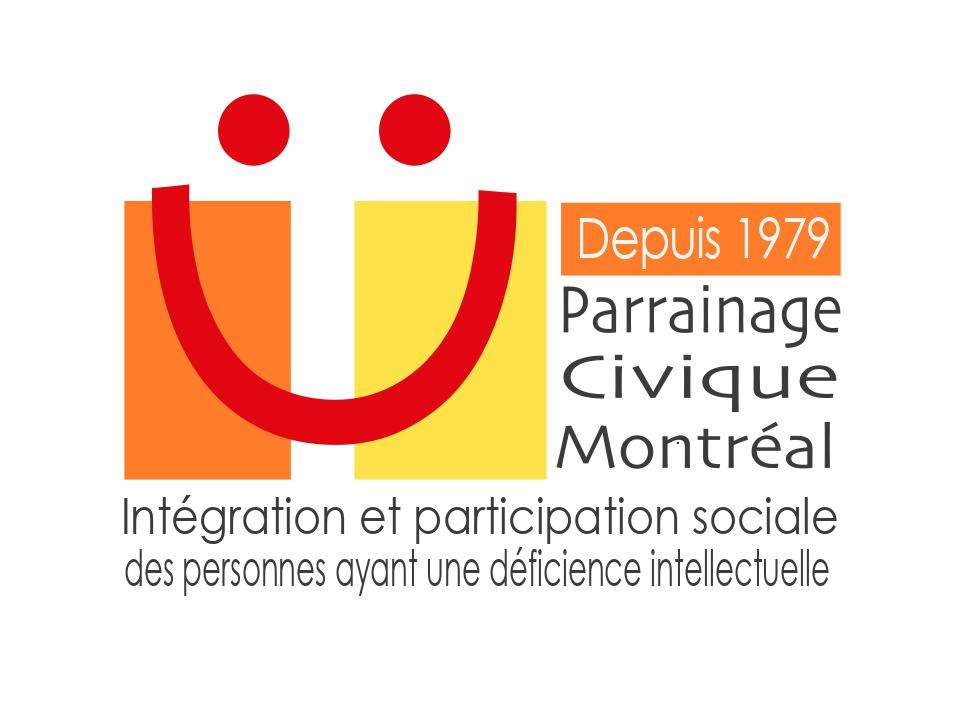 Depuis 1979
Parrainage
Civique
Montréal
Intégration et participation sociale
des personnes ayant une déficience intellectuelle